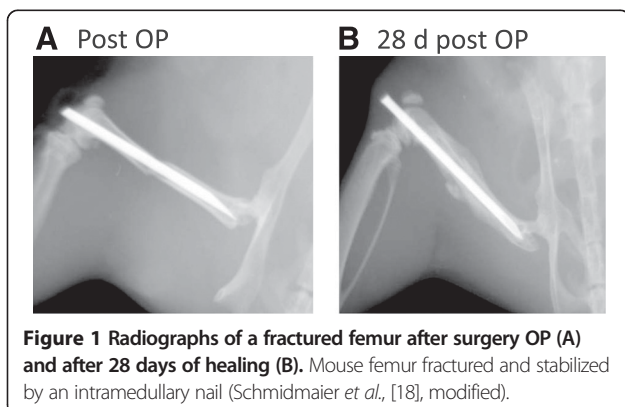 A Post OP
B 28 d post OP
Figure 1 Radiographs of a fractured femur after surgery OP (A)
and after 28 days of healing (B). Mouse femur fractured and stabilized
by an intramedullary nail (Schmidmaier et al., [18], modified).